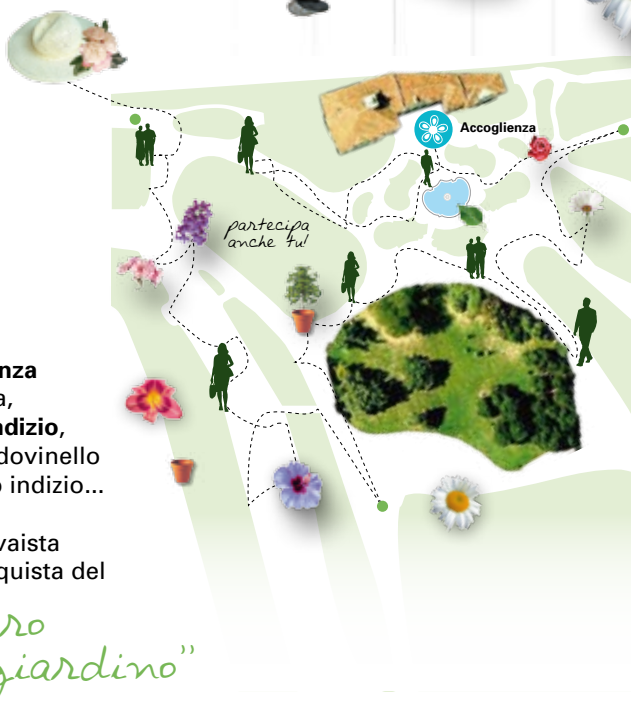 Accoglienza
partecipa
anche tu!
nza
a,
ndizio,
dovinello
o indizio...
vaista
quista del
ro
giardino”